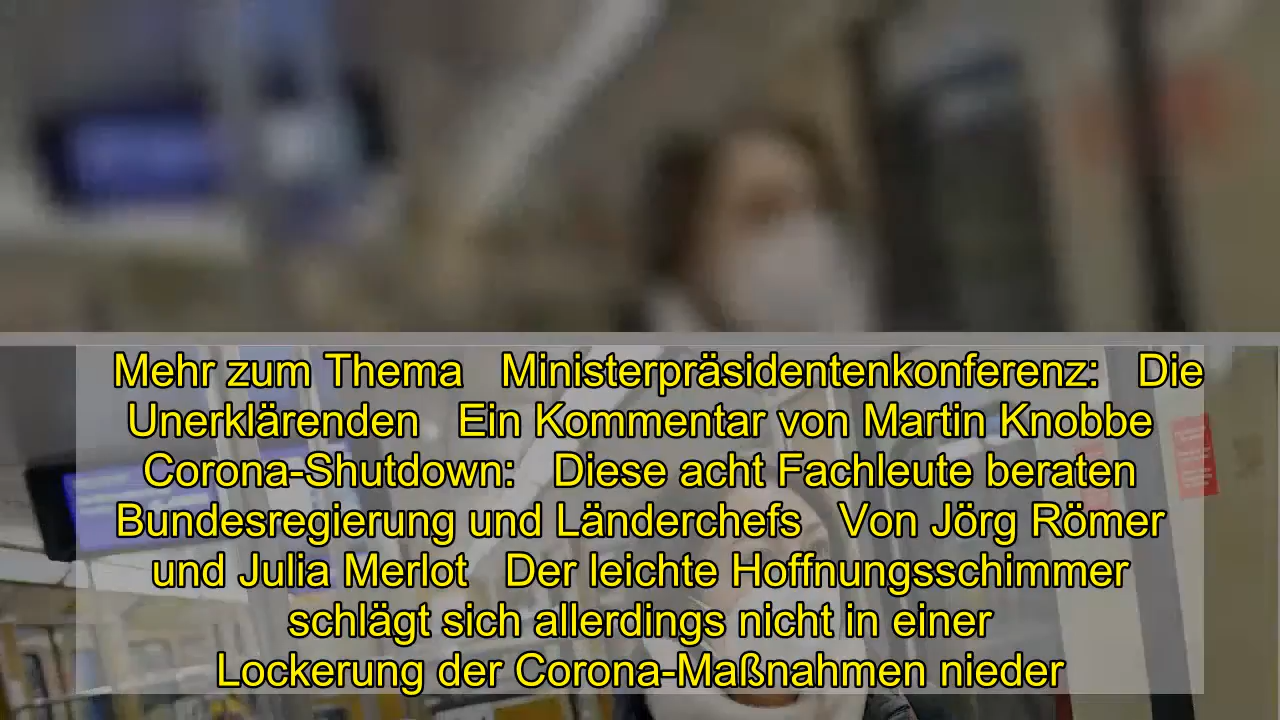 Mehr zum Thema   Ministerpräsidentenkonferenz:   Die
Unerklärenden   Ein Kommentar von Martin Knobbe
Corona-Shutdown:   Diese acht Fachleute beraten
Bundesregierung und Länderchefs   Von Jörg Römer
und Julia Merlot   Der leichte Hoffnungsschimmer
schlägt sich allerdings nicht in einer
Lockerung der Corona-Maßnahmen nieder